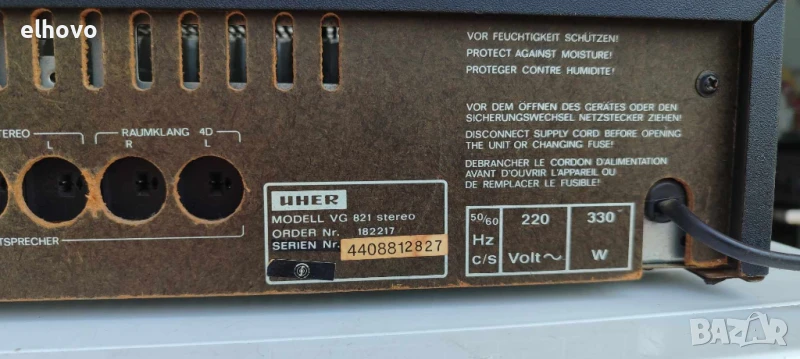 elhovo
VOR FEUCHTIGKEIT SCHÜTZEN!
PROTECT AGAINST MOISTURE!
PROTEGER CONTRE HUMIDITE!
VOR DEM ÖFFNEN DES GERÄTES ODER DEN
SICHERUNGSWECHSEL NETZSTECKER ZIEHEN!
DISCONNECT SUPPLY CORD BEFORE OPENING
THE UNIT OR CHANGING FUSE!
DEBRANCHER LE CORDON D'ALIMENTATION
AVANT D'OUVRIR L'APPAREIL OU
DE REMPLACER LE FUSIBLE!
TEREO
RAUMKLANG 4D
L R L
TSPRECHER
UHER
MODELL VG 821 stereo
ORDER Nr. 182217
SERIEN Nr. 4408812827
50/60 Hz c/s
220 Volt~
330 W
BAZAR